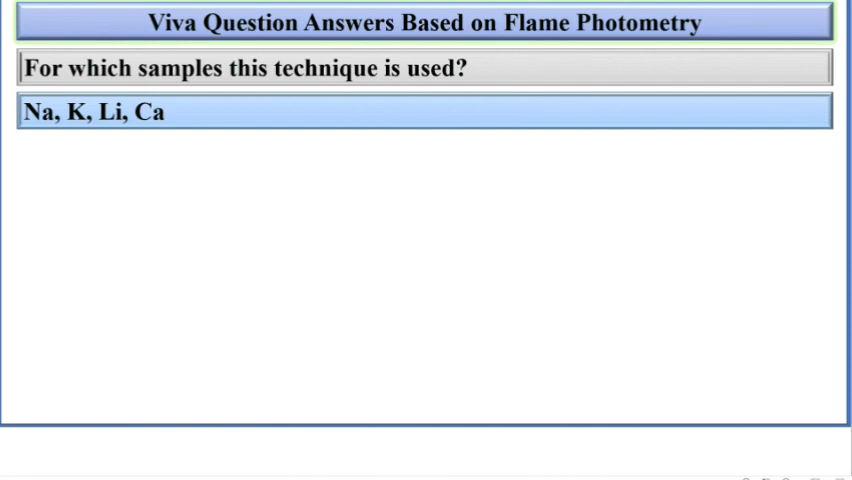 Viva Question Answers Based on Flame Photometry
For which samples this technique is used?
Na, K, Li, Ca